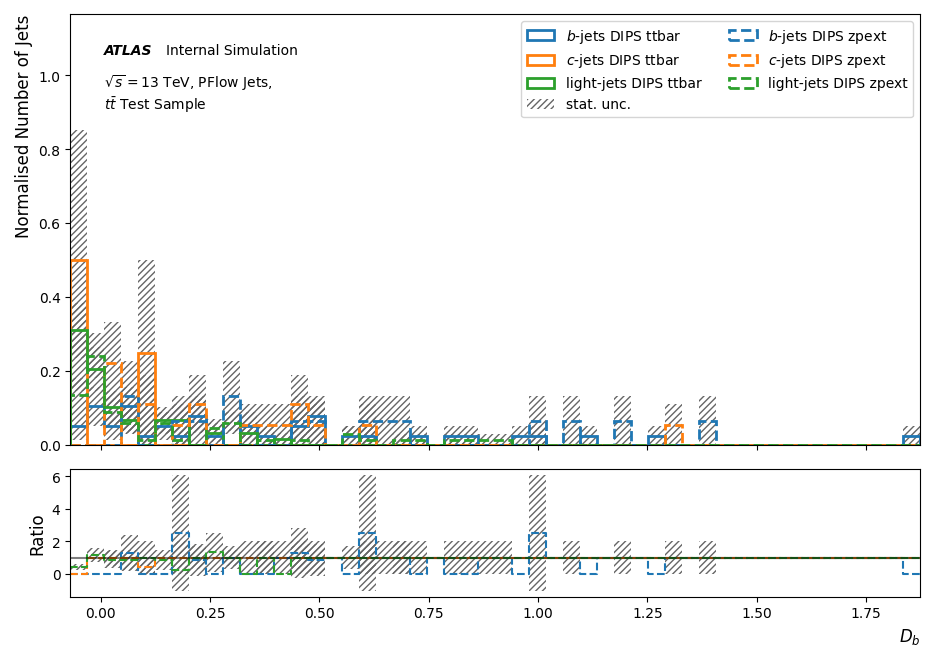 Normalised Number of Jets
ATLAS Internal Simulation
√s = 13 TeV, PFlow Jets,
tt̄ Test Sample
b-jets DIPS ttbar
c-jets DIPS ttbar
light-jets DIPS ttbar
stat. unc.
b-jets DIPS zpext
c-jets DIPS zpext
light-jets DIPS zpext
1.0
0.8
0.6
0.4
0.2
0.0
Ratio
6
4
2
0
0.00 0.25 0.50 0.75 1.00 1.25 1.50 1.75
D_b